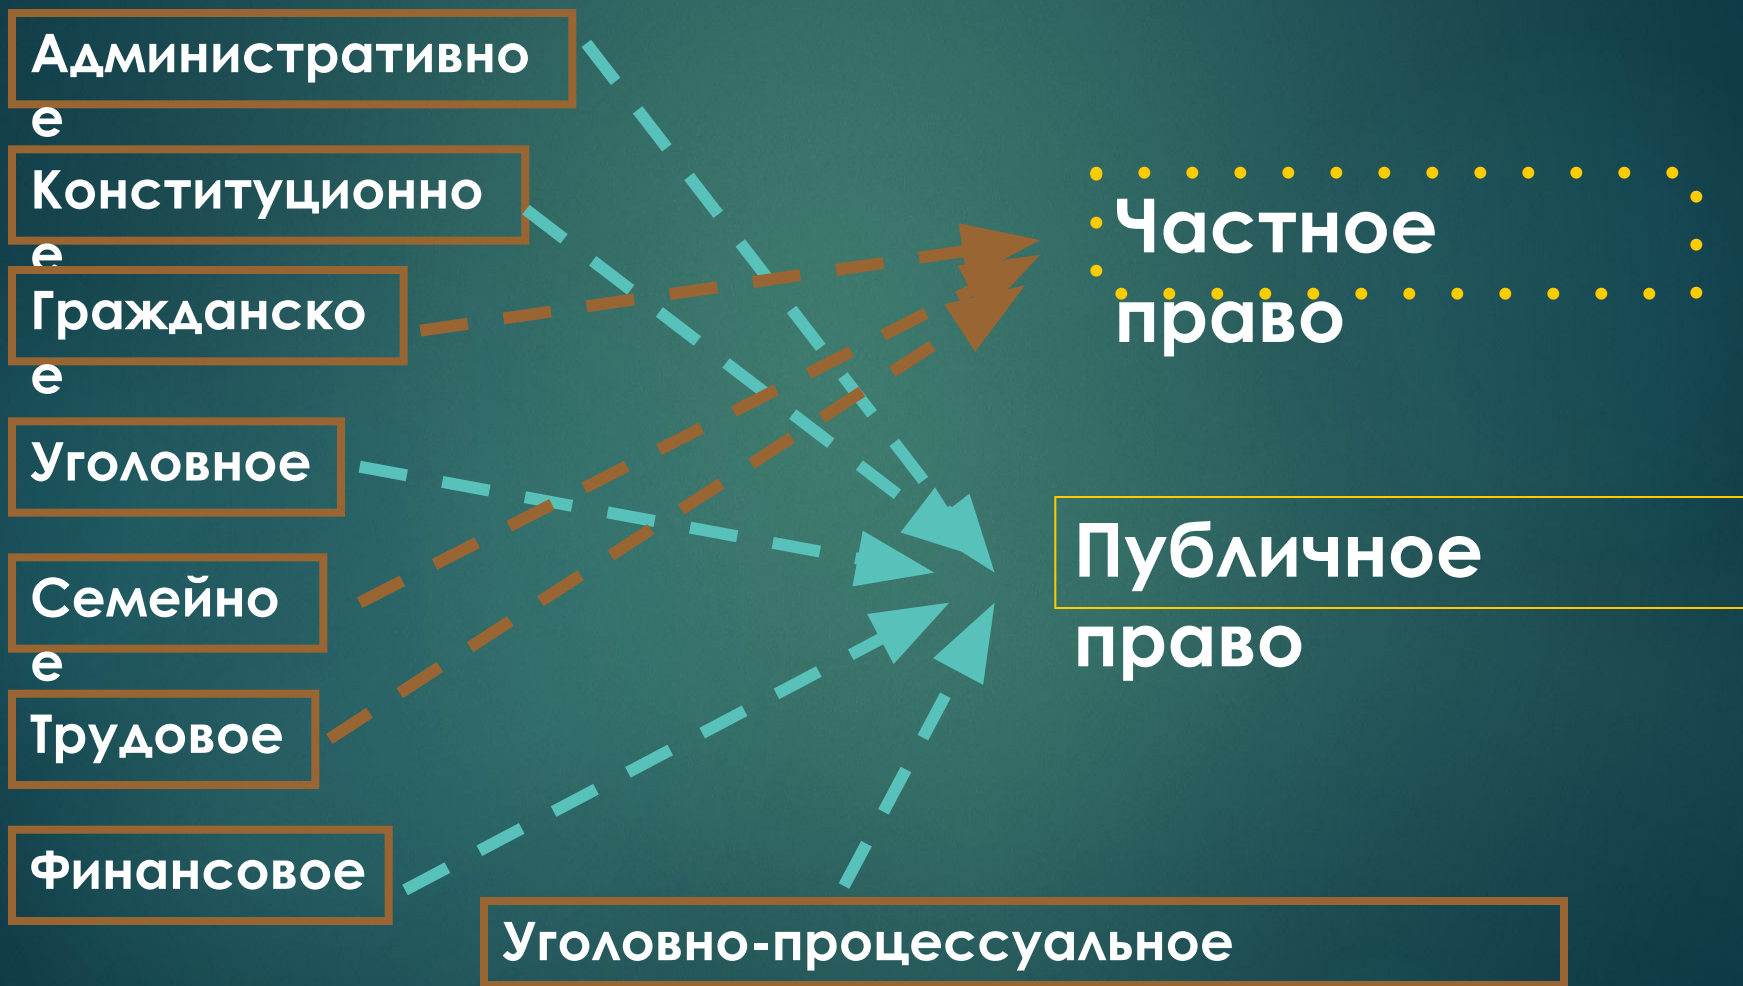 Административно
е
Конституционно
е
Гражданско
е
Уголовное
Семейно
е
Трудовое
Финансовое
Уголовно-процессуальное
Частное
право
Публичное
право